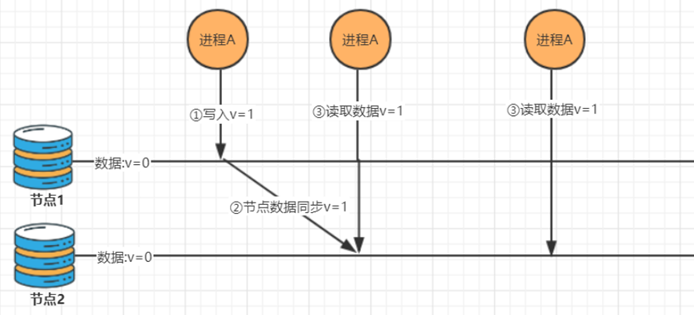 进程A
进程A
进程A
①写入v=1
③读取数据v=1
③读取数据v=1
数据:v=0
节点1
②节点数据同步v=1
数据:v=0
节点2